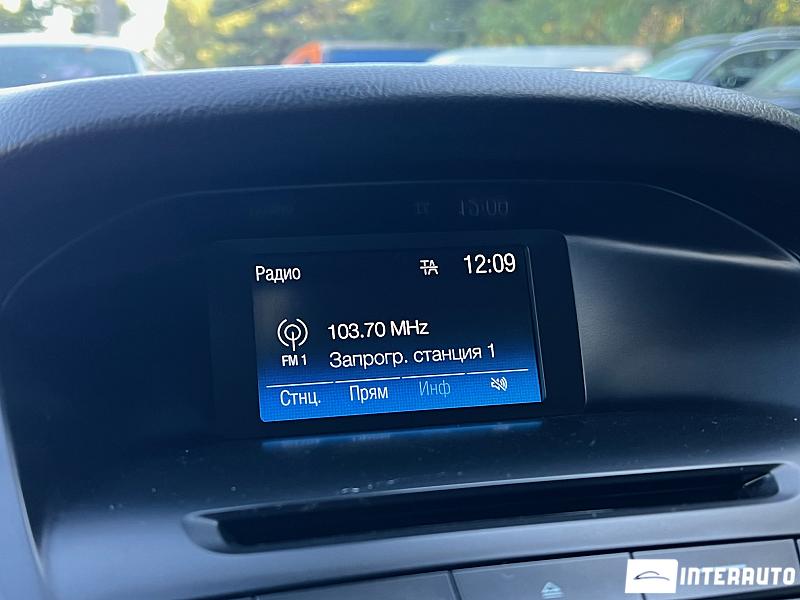 Радио TA 12:09
103.70 MHz
FM 1 Запрогр. станция 1
Стнц. Прям Инф
INTERAUTO